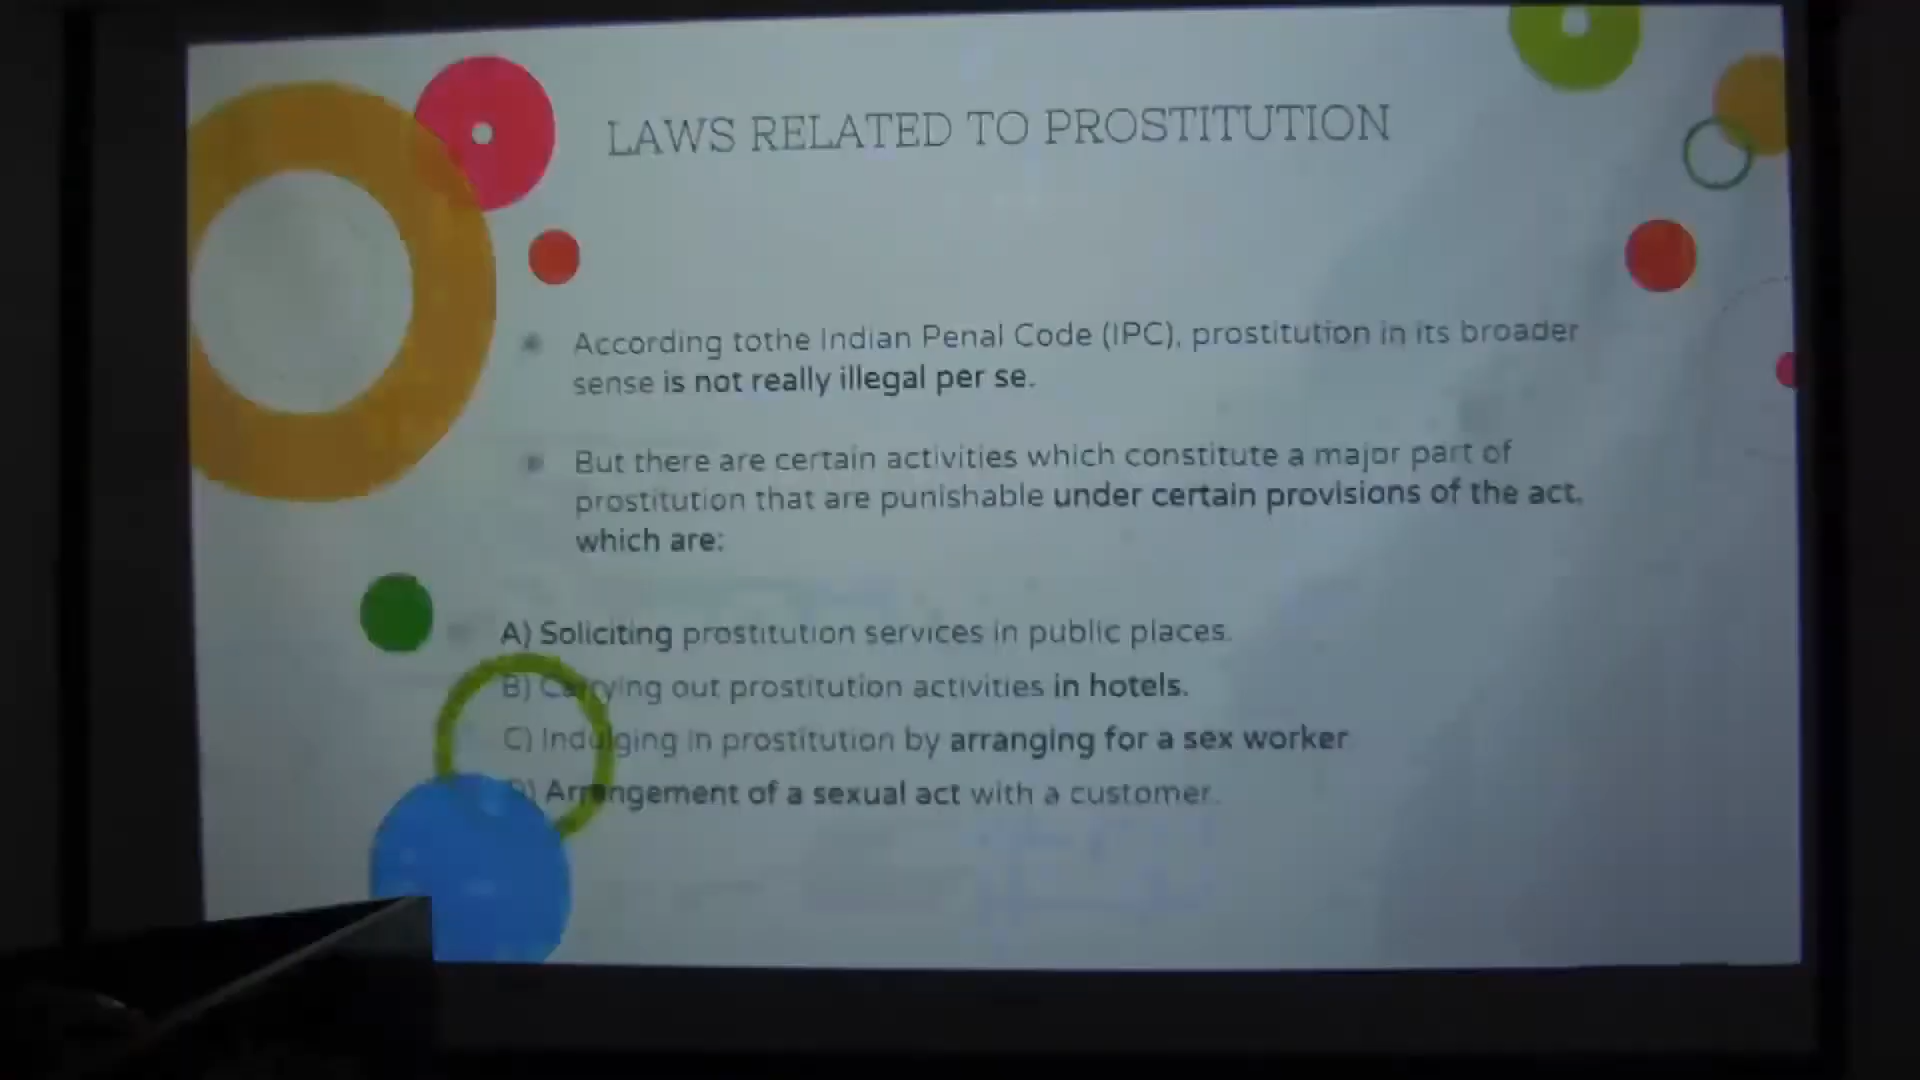 LAWS RELATED TO PROSTITUTION
According tothe Indian Penal Code (IPC), prostitution in its broader
sense is not really illegal per se.
But there are certain activities which constitute a major part of
prostitution that are punishable under certain provisions of the act.
which are:
A) Soliciting prostitution services in public places.
B) Carrying out prostitution activities in hotels.
C) Indulging in prostitution by arranging for a sex worker
D) Arrangement of a sexual act with a customer.